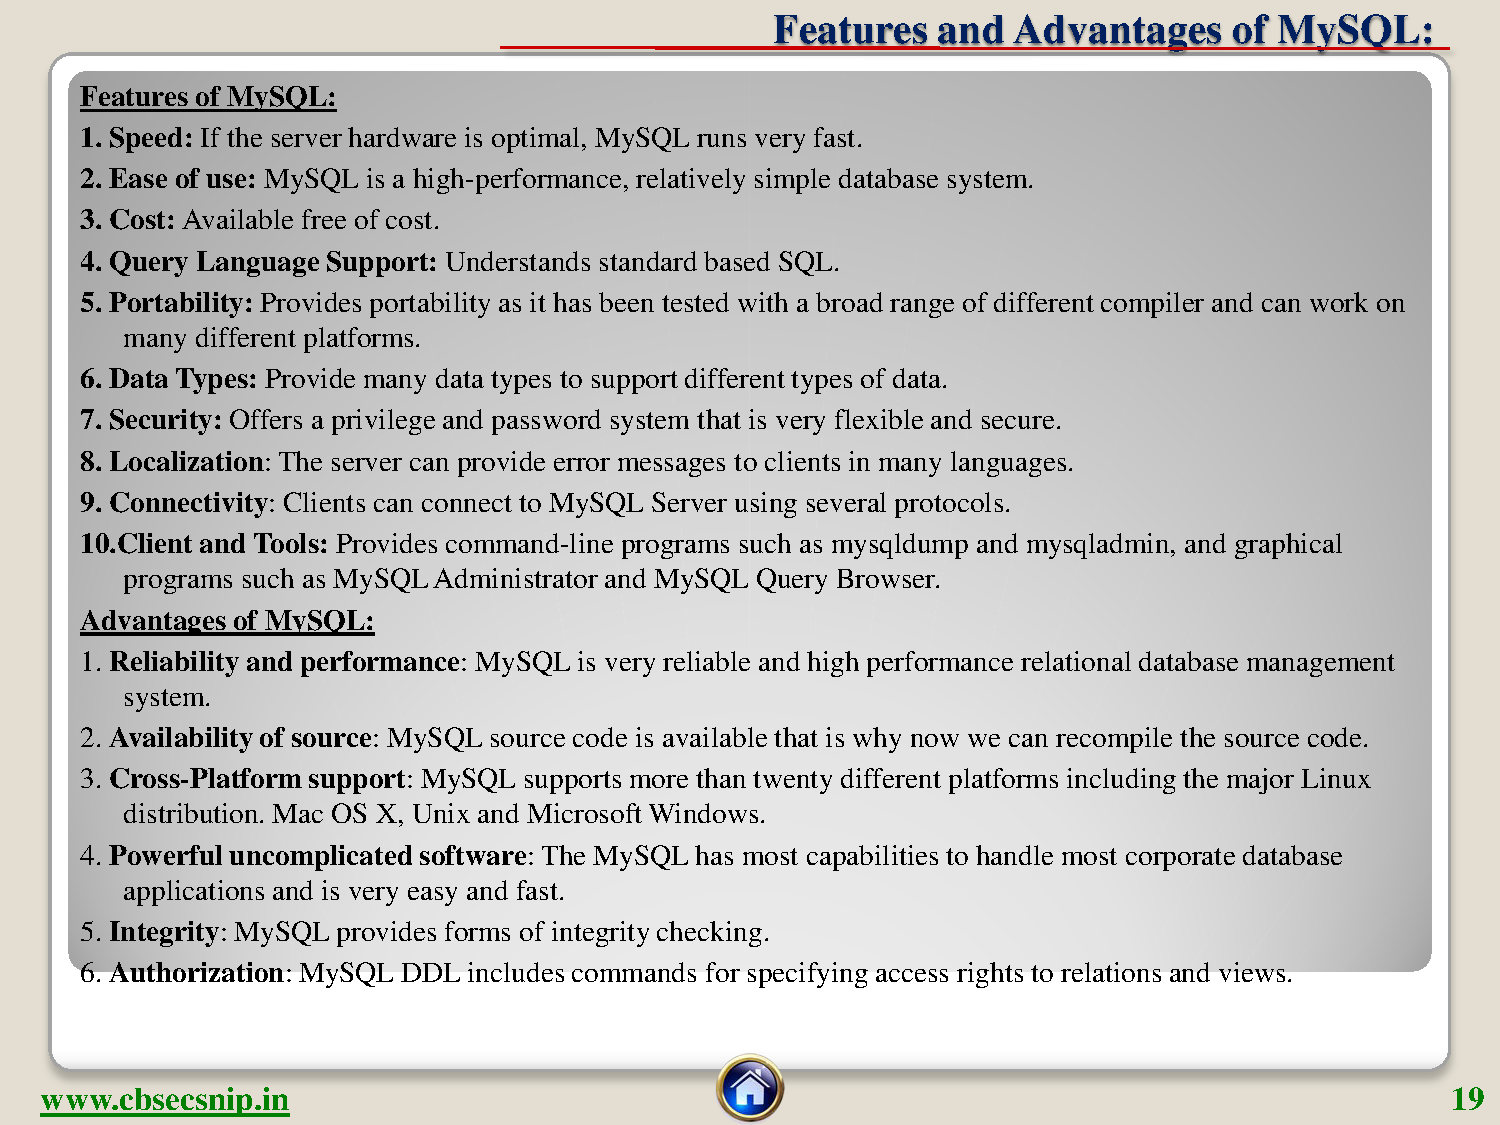 Features and Advantages of MySQL:
Features of MySQL:
1. Speed: If the server hardware is optimal, MySQL runs very fast.
2. Ease of use: MySQL is a high-performance, relatively simple database system.
3. Cost: Available free of cost.
4. Query Language Support: Understands standard based SQL.
5. Portability: Provides portability as it has been tested with a broad range of different compiler and can work on
many different platforms.
6. Data Types: Provide many data types to support different types of data.
7. Security: Offers a privilege and password system that is very flexible and secure.
8. Localization: The server can provide error messages to clients in many languages.
9. Connectivity: Clients can connect to MySQL Server using several protocols.
10.Client and Tools: Provides command-line programs such as mysqldump and mysqladmin, and graphical
programs such as MySQL Administrator and MySQL Query Browser.
Advantages of MySQL:
1. Reliability and performance: MySQL is very reliable and high performance relational database management
system.
2. Availability of source: MySQL source code is available that is why now we can recompile the source code.
3. Cross-Platform support: MySQL supports more than twenty different platforms including the major Linux
distribution. Mac OS X, Unix and Microsoft Windows.
4. Powerful uncomplicated software: The MySQL has most capabilities to handle most corporate database
applications and is very easy and fast.
5. Integrity: MySQL provides forms of integrity checking.
6. Authorization: MySQL DDL includes commands for specifying access rights to relations and views.
www.cbsecsnip.in
19